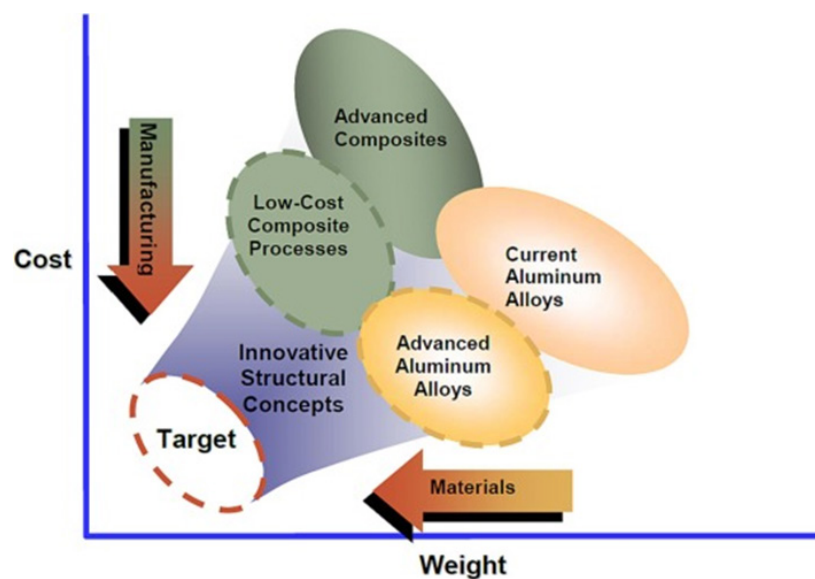 Advanced
Composites
Manufacturing
Low-Cost
Composite
Processes
Cost
Current
Aluminum
Alloys
Innovative
Structural
Concepts
Advanced
Aluminum
Alloys
Target
Materials
Weight